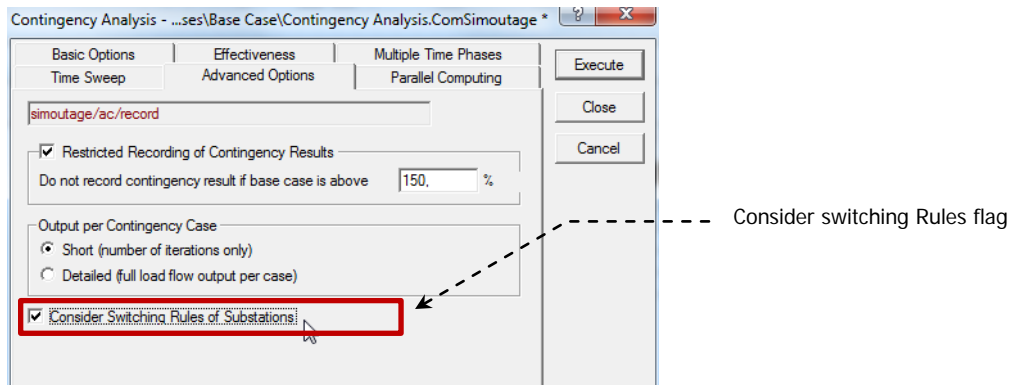 Contingency Analysis - ...ses\Base Case\Contingency Analysis.ComSimoutage *
Basic Options
Effectiveness
Multiple Time Phases
Time Sweep
Advanced Options
Parallel Computing
Execute
Close
Cancel
simoutage/ac/record
Restricted Recording of Contingency Results
Do not record contingency result if base case is above 150, %
Output per Contingency Case
Short (number of iterations only)
Detailed (full load flow output per case)
Consider Switching Rules of Substations
Consider switching Rules flag